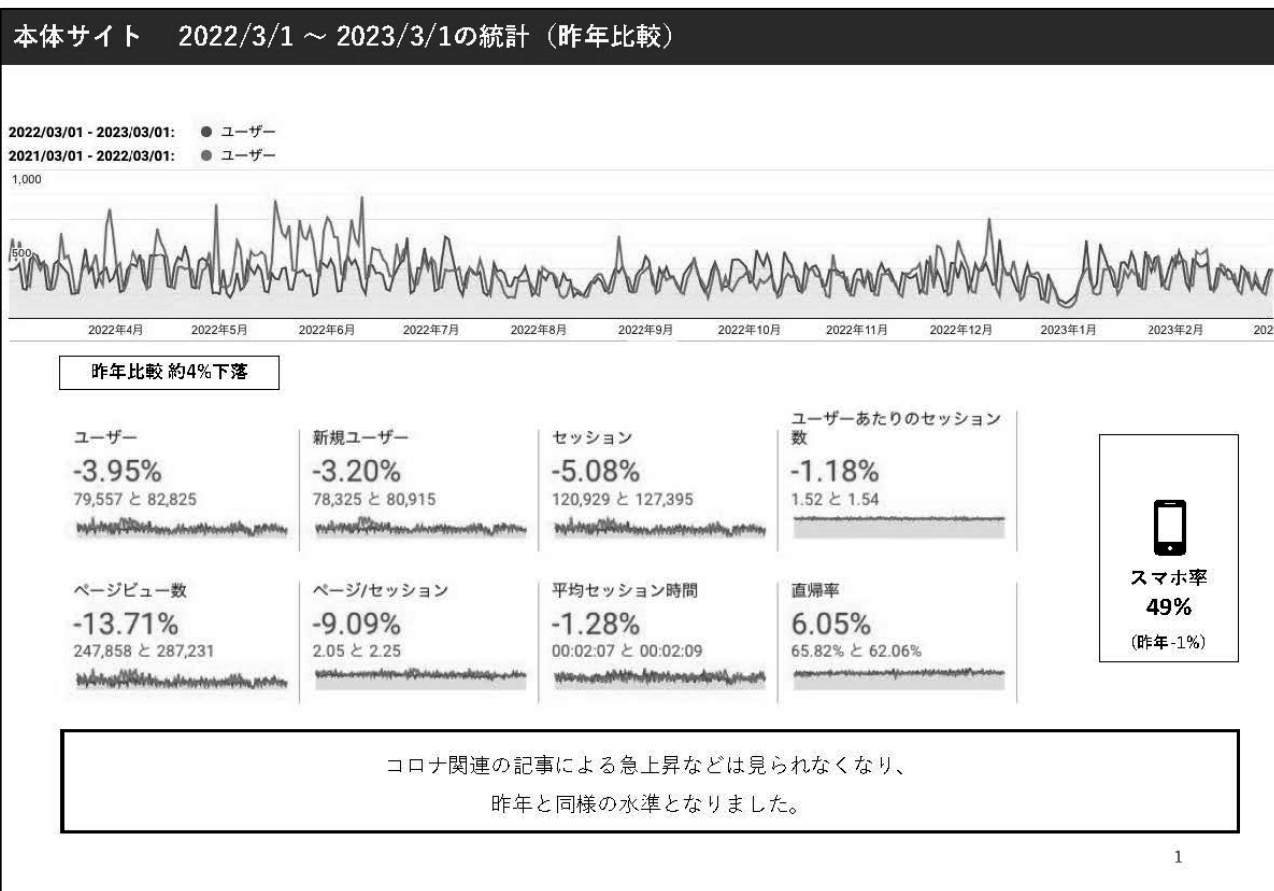 本体サイト 2022/3/1 ～ 2023/3/1の統計（昨年比較）
2022/03/01 - 2023/03/01: ● ユーザー
2021/03/01 - 2022/03/01: ● ユーザー
1,000
500
2022年4月 2022年5月 2022年6月 2022年7月 2022年8月 2022年9月 2022年10月 2022年11月 2022年12月 2023年1月 2023年2月 202
昨年比較 約4%下落
ユーザー
-3.95%
79,557 と 82,825
新規ユーザー
-3.20%
78,325 と 80,915
セッション
-5.08%
120,929 と 127,395
ユーザーあたりのセッション
数
-1.18%
1.52 と 1.54
ページビュー数
-13.71%
247,858 と 287,231
ページ/セッション
-9.09%
2.05 と 2.25
平均セッション時間
-1.28%
00:02:07 と 00:02:09
直帰率
6.05%
65.82% と 62.06%
スマホ率
49%
（昨年-1%）
コロナ関連の記事による急上昇などは見られなくなり、
昨年と同様の水準となりました。
1